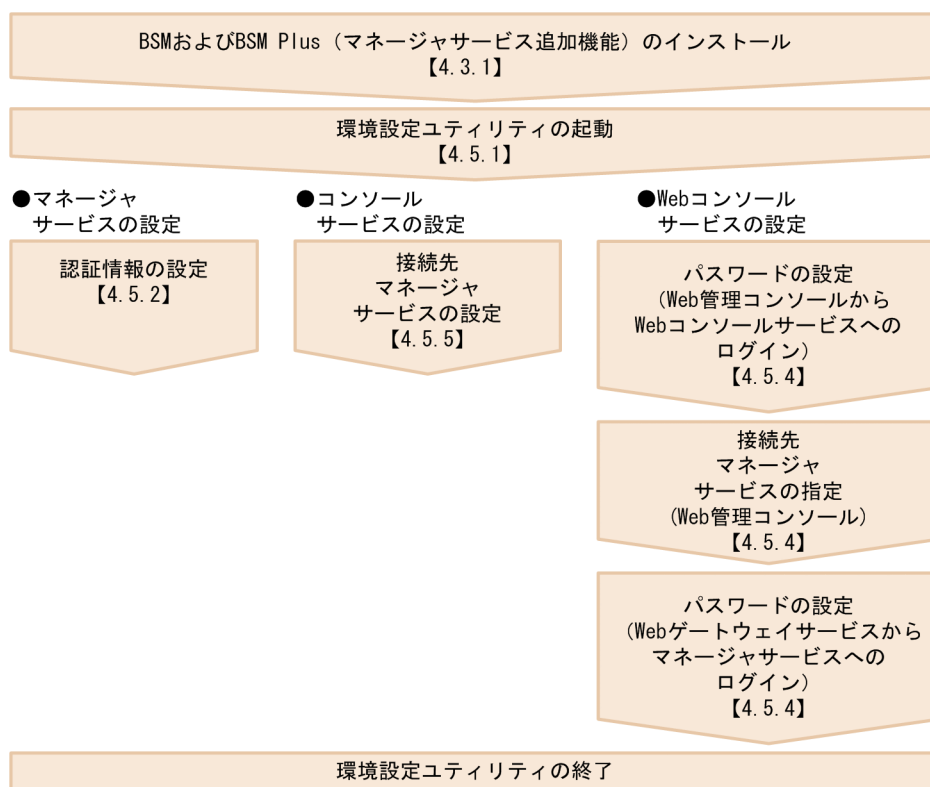 BSMおよびBSM Plus（マネージャサービス追加機能）のインストール
【4.3.1】
環境設定ユティリティの起動
【4.5.1】
●マネージャ
サービスの設定
認証情報の設定
【4.5.2】
●コンソール
サービスの設定
接続先
マネージャ
サービスの設定
【4.5.5】
●Webコンソール
サービスの設定
パスワードの設定
(Web管理コンソールから
Webコンソールサービスへの
ログイン)
【4.5.4】
接続先
マネージャ
サービスの指定
(Web管理コンソール)
【4.5.4】
パスワードの設定
(Webゲートウェイサービスから
マネージャサービスへの
ログイン)
【4.5.4】
環境設定ユティリティの終了